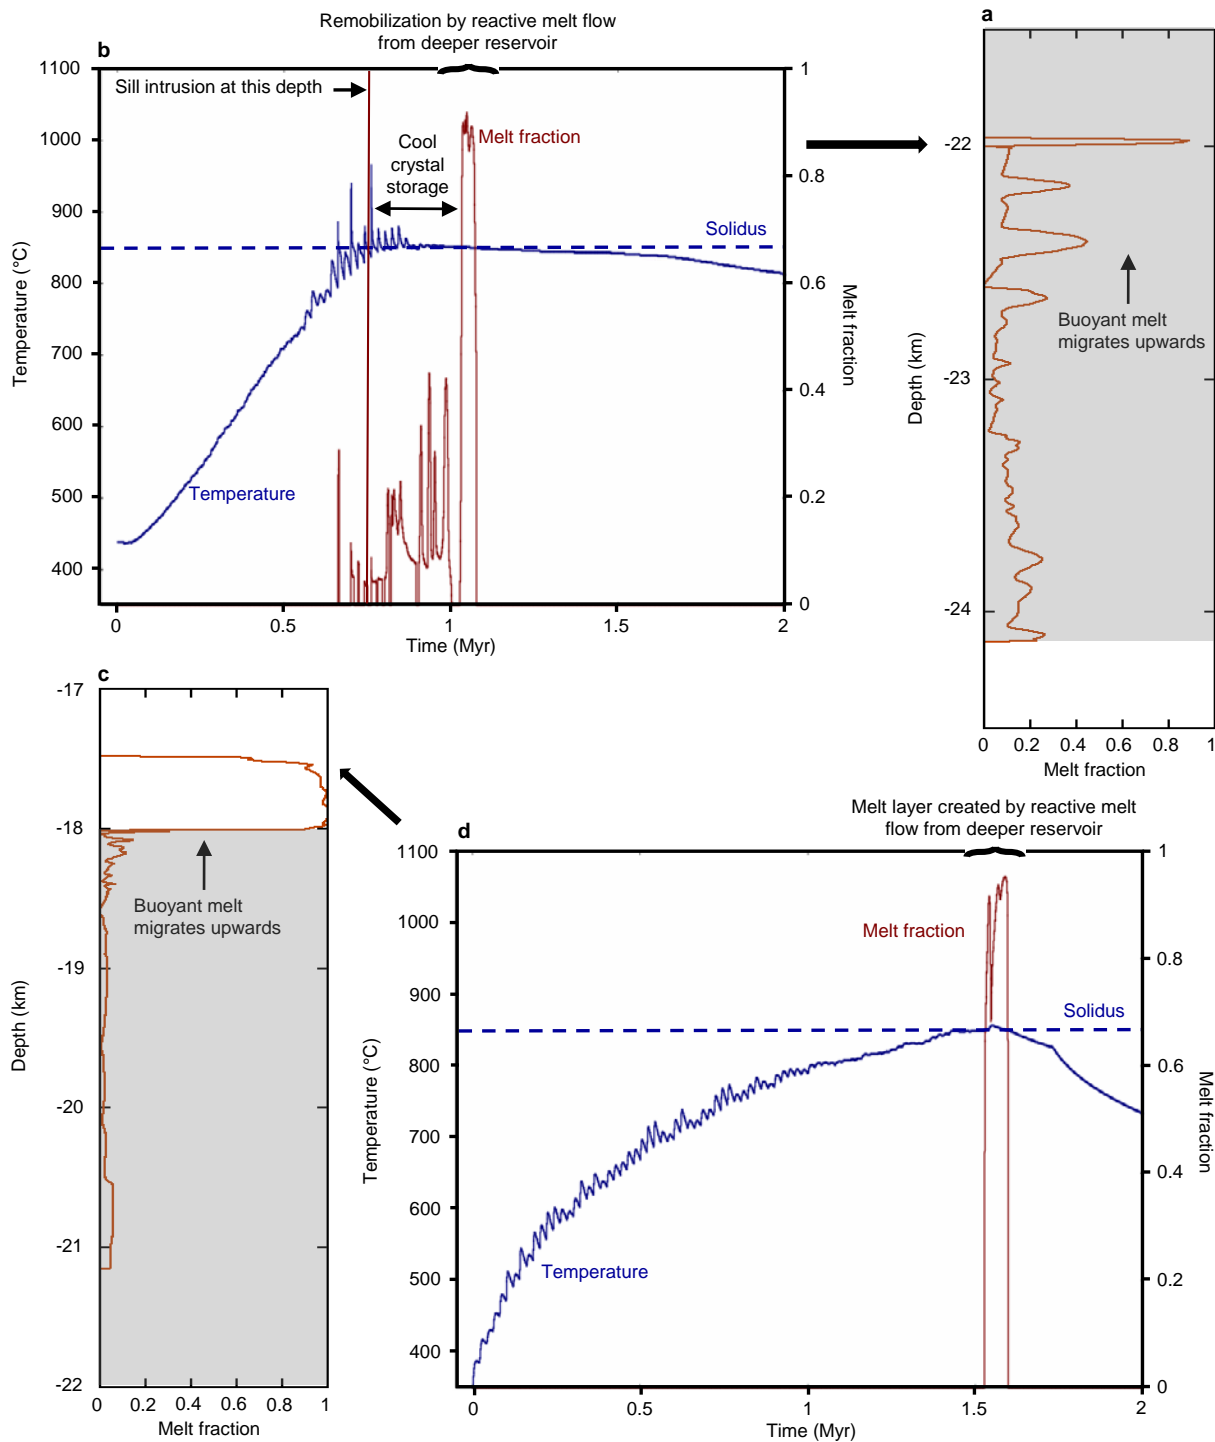 a
Remobilization by reactive melt flow
from deeper reservoir
b
1100
1000
900
800
700
600
500
400
Temperature (°C)
Sill intrusion at this depth
Cool
crystal
storage
Melt fraction
Solidus
Temperature
1
0.8
0.6
0.4
0.2
0
Melt fraction
0
0.5
1
1.5
2
Time (Myr)
-22
-23
-24
Depth (km)
Buoyant melt
migrates upwards
0
0.2
0.4
0.6
0.8
1
Melt fraction
c
-17
-18
-19
-20
-21
-22
Depth (km)
Buoyant melt
migrates upwards
0
0.2
0.4
0.6
0.8
1
Melt fraction
Melt layer created by reactive melt
flow from deeper reservoir
d
1100
1000
900
800
700
600
500
400
Temperature (°C)
Melt fraction
Solidus
Temperature
1
0.8
0.6
0.4
0.2
0
Melt fraction
0
0.5
1
1.5
2
Time (Myr)